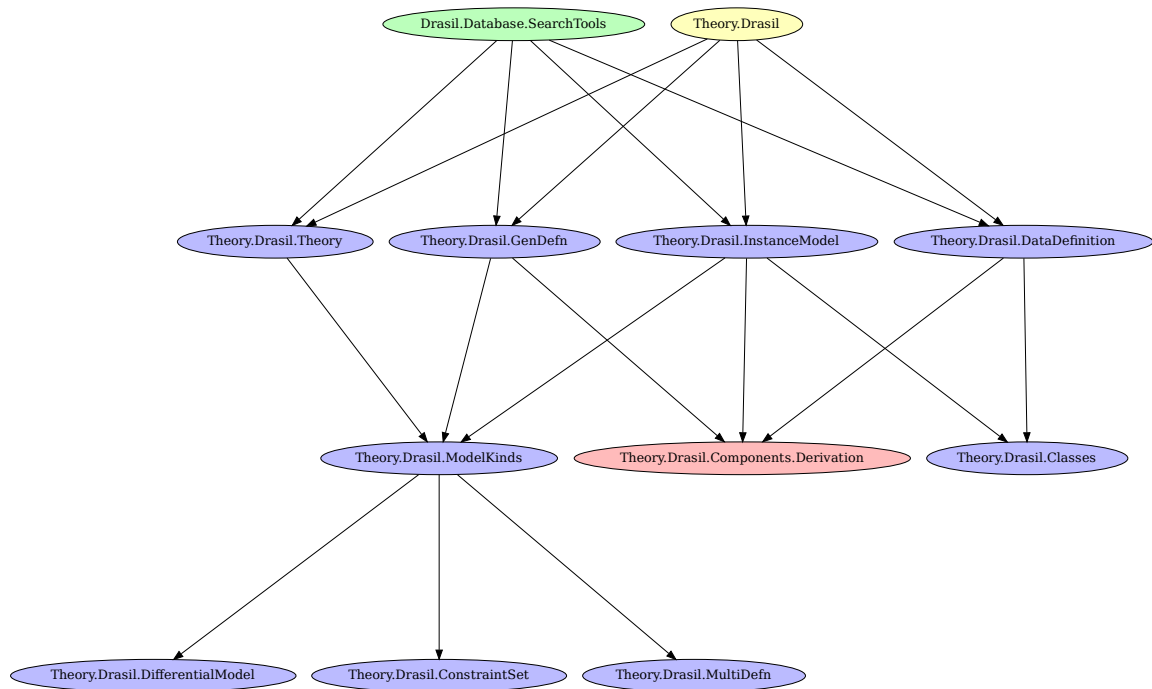 Drasil.Database.SearchTools
Theory.Drasil
Theory.Drasil.Theory
Theory.Drasil.GenDefn
Theory.Drasil.InstanceModel
Theory.Drasil.DataDefinition
Theory.Drasil.ModelKinds
Theory.Drasil.Components.Derivation
Theory.Drasil.Classes
Theory.Drasil.DifferentialModel
Theory.Drasil.ConstraintSet
Theory.Drasil.MultiDefn